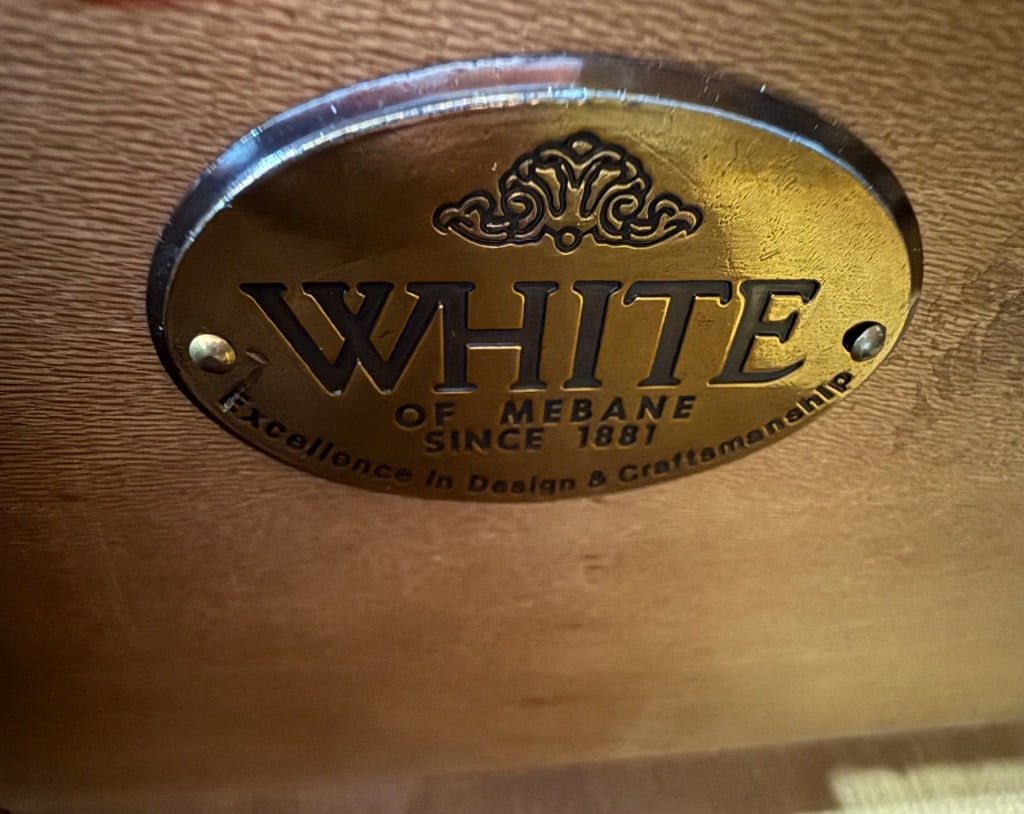 WHITE
OF MEBANE
SINCE 1881
Excellence in Design & Craftsmanship